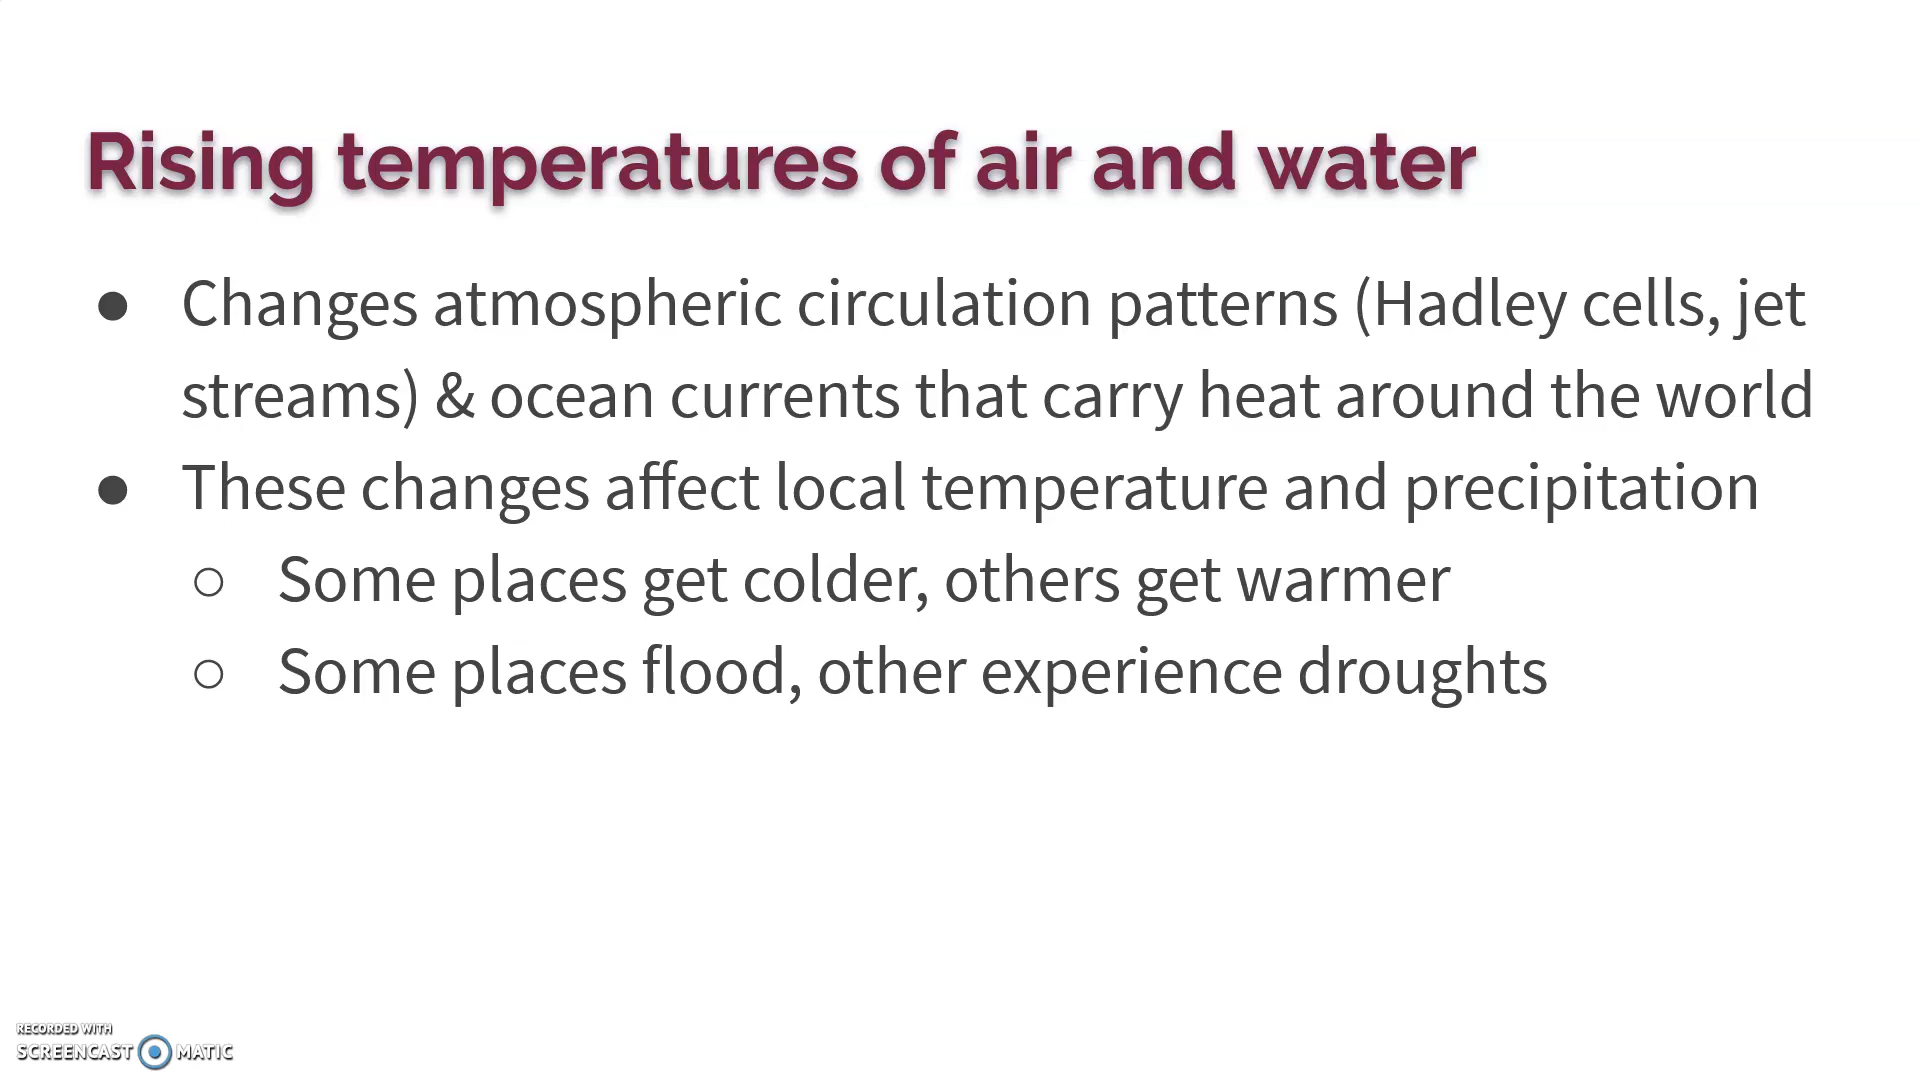 Rising temperatures of air and water
● Changes atmospheric circulation patterns (Hadley cells, jet
streams) & ocean currents that carry heat around the world
● These changes affect local temperature and precipitation
○ Some places get colder, others get warmer
○ Some places flood, other experience droughts
RECORDED WITH
SCREENCAST MATIC